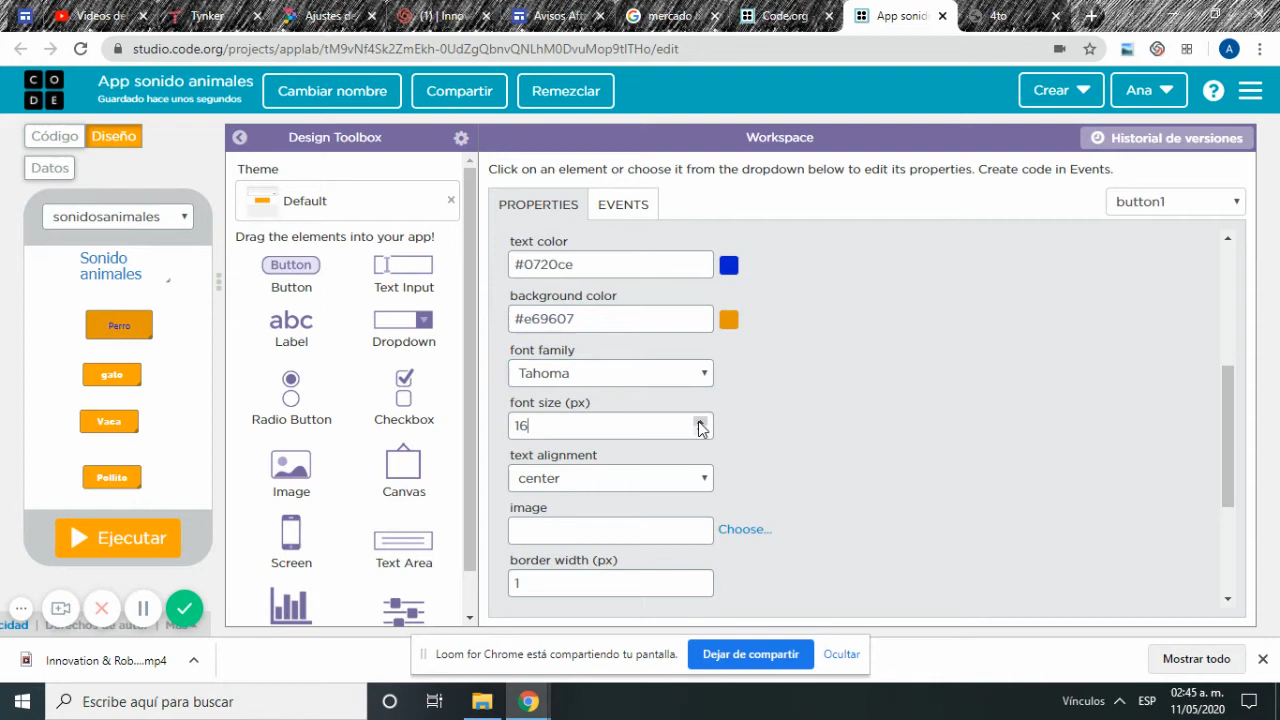 Videos de
Tynker
Ajustes de
(1) | Inno
Avisos Aft
mercado l
Code.org
App sonid
4to
studio.code.org/projects/applab/tM9vNf4Sk2ZmEkh-0UdZgQbnvQNLhM0DvuMop9tlTHo/edit
A
C O
D E
App sonido animales
Guardado hace unos segundos
Cambiar nombre
Compartir
Remezclar
Crear
Ana
?
Código
Diseño
Datos
Design Toolbox
Workspace
Historial de versiones
sonidosanimales
Sonido
animales
Perro
gato
Vaca
Pollito
Ejecutar
Theme
Default
Drag the elements into your app!
Button
Button
Text Input
abc
Label
Dropdown
Radio Button
Checkbox
Image
Canvas
Screen
Text Area
Click on an element or choose it from the dropdown below to edit its properties. Create code in Events.
PROPERTIES
EVENTS
button1
text color
#0720ce
background color
#e69607
font family
Tahoma
font size (px)
16
text alignment
center
image
Choose...
border width (px)
1
cidad | Derechos de autor | Más
Innovation & Rob....mp4
Loom for Chrome está compartiendo tu pantalla.
Dejar de compartir
Ocultar
Mostrar todo
Escribe aquí para buscar
Vínculos
ESP
02:45 a. m.
11/05/2020